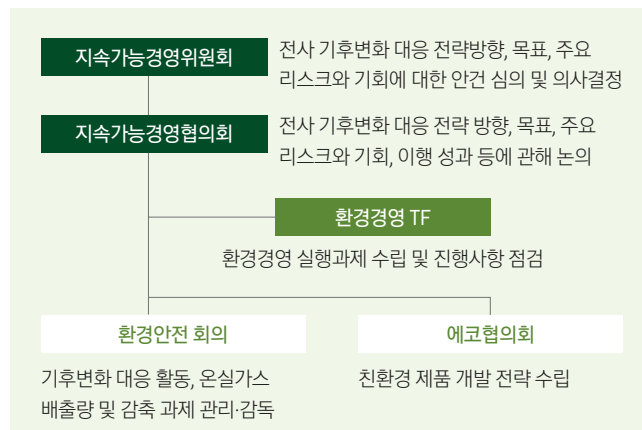 지속가능경영위원회
전사 기후변화 대응 전략방향, 목표, 주요
리스크와 기회에 대한 안건 심의 및 의사결정
지속가능경영협의회
전사 기후변화 대응 전략 방향, 목표, 주요
리스크와 기회, 이행 성과 등에 관해 논의
환경경영 TF
환경경영 실행과제 수립 및 진행사항 점검
환경안전 회의
기후변화 대응 활동, 온실가스
배출량 및 감축 과제 관리·감독
에코협의회
친환경 제품 개발 전략 수립